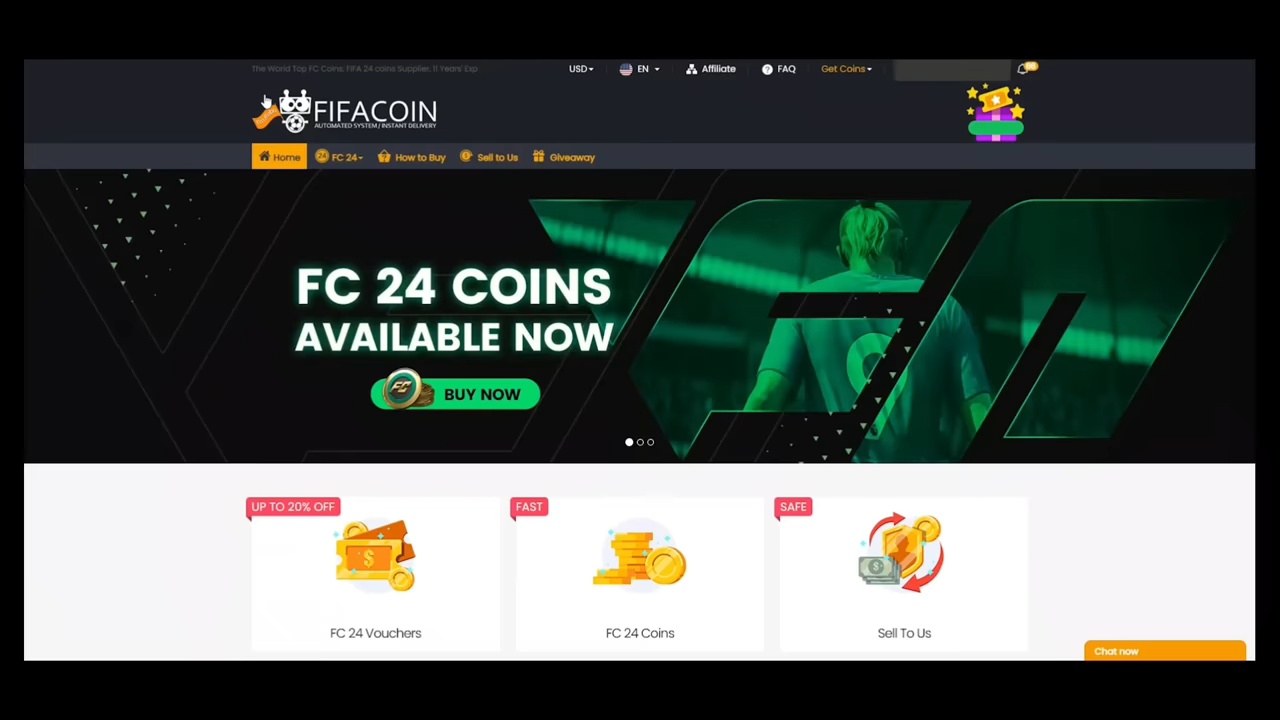 The World Top FC Coins, FIFA 24 coins Supplier, 11 Years' Exp
USD
EN
Affiliate
FAQ
Get Coins
FIFACOIN
AUTOMATED SYSTEM / INSTANT DELIVERY
Home
FC 24
How to Buy
Sell to Us
Giveaway
FC 24 COINS
AVAILABLE NOW
FC
BUY NOW
UP TO 20% OFF
FAST
SAFE
FC 24 Vouchers
FC 24 Coins
Sell To Us
Chat now